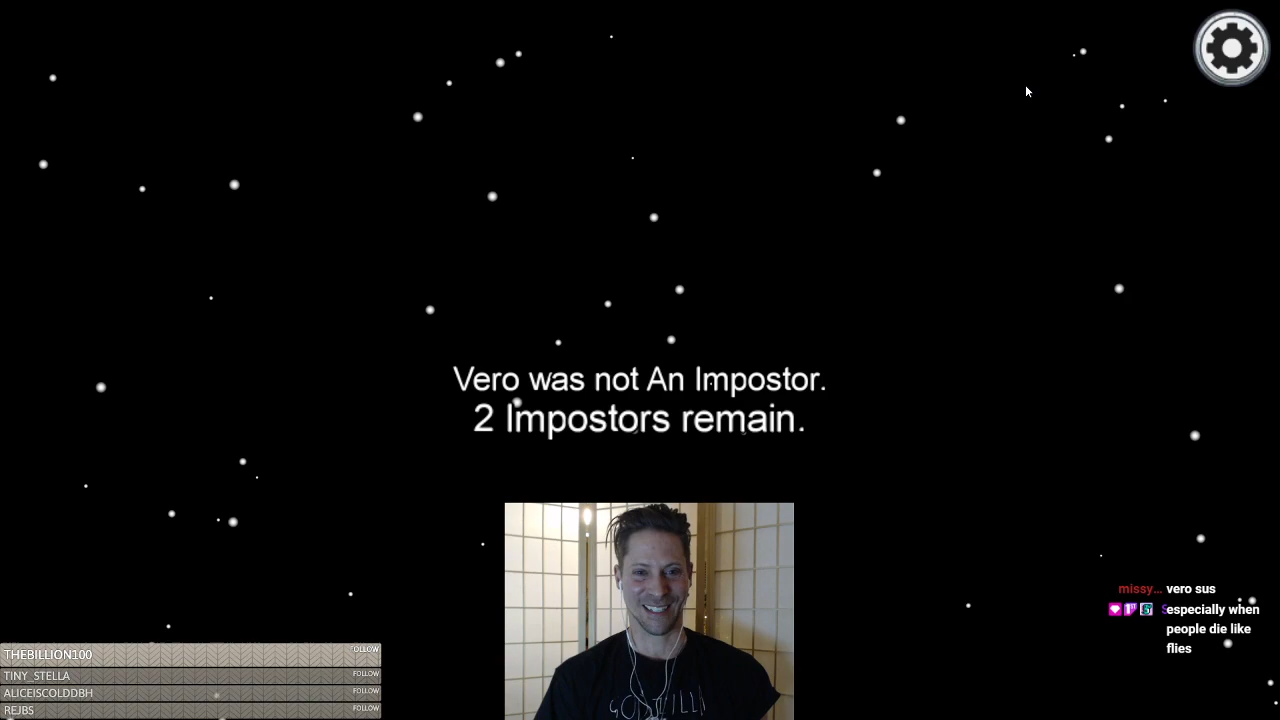 Vero was not An Impostor.
2 Impostors remain.
missy… vero sus
especially when
people die like
flies
THEBILLION100 FOLLOW
TINY_STELLA FOLLOW
ALICEISCOLDDBH FOLLOW
REJBS FOLLOW